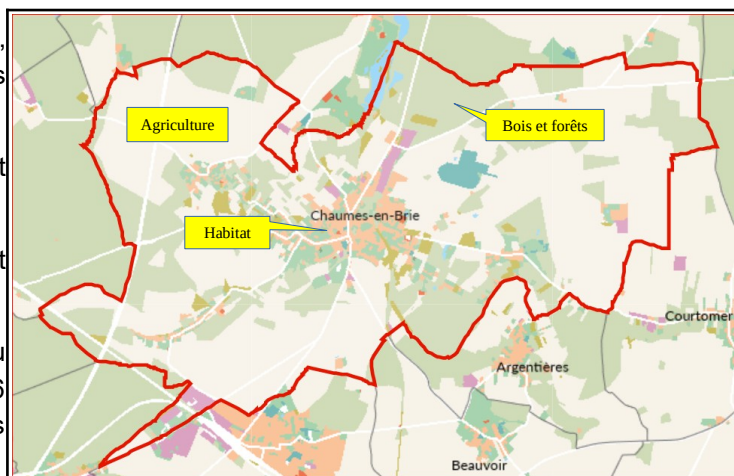 Agriculture
Bois et forêts
Chaumes-en-Brie
Habitat
Courtomer
Argentières
Beauvoir